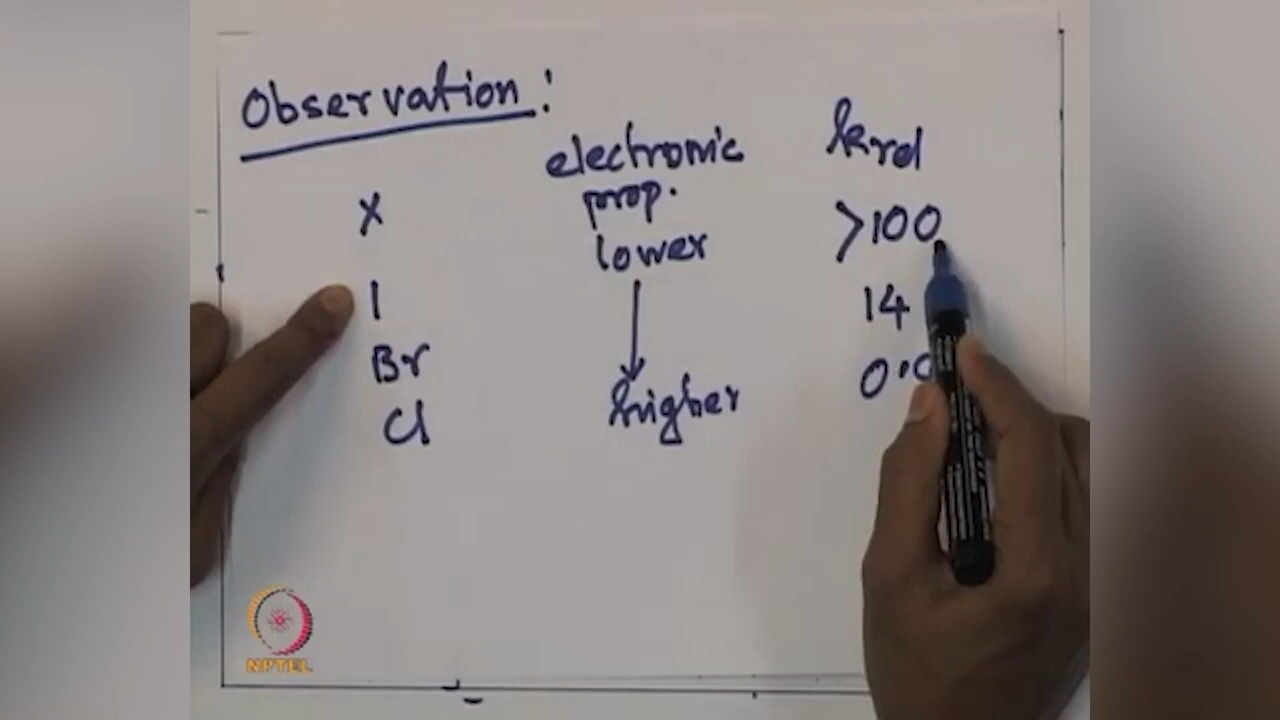 Observation :
X electronic prop. krel
lower >100
I 14
Br
Cl higher
NPTEL